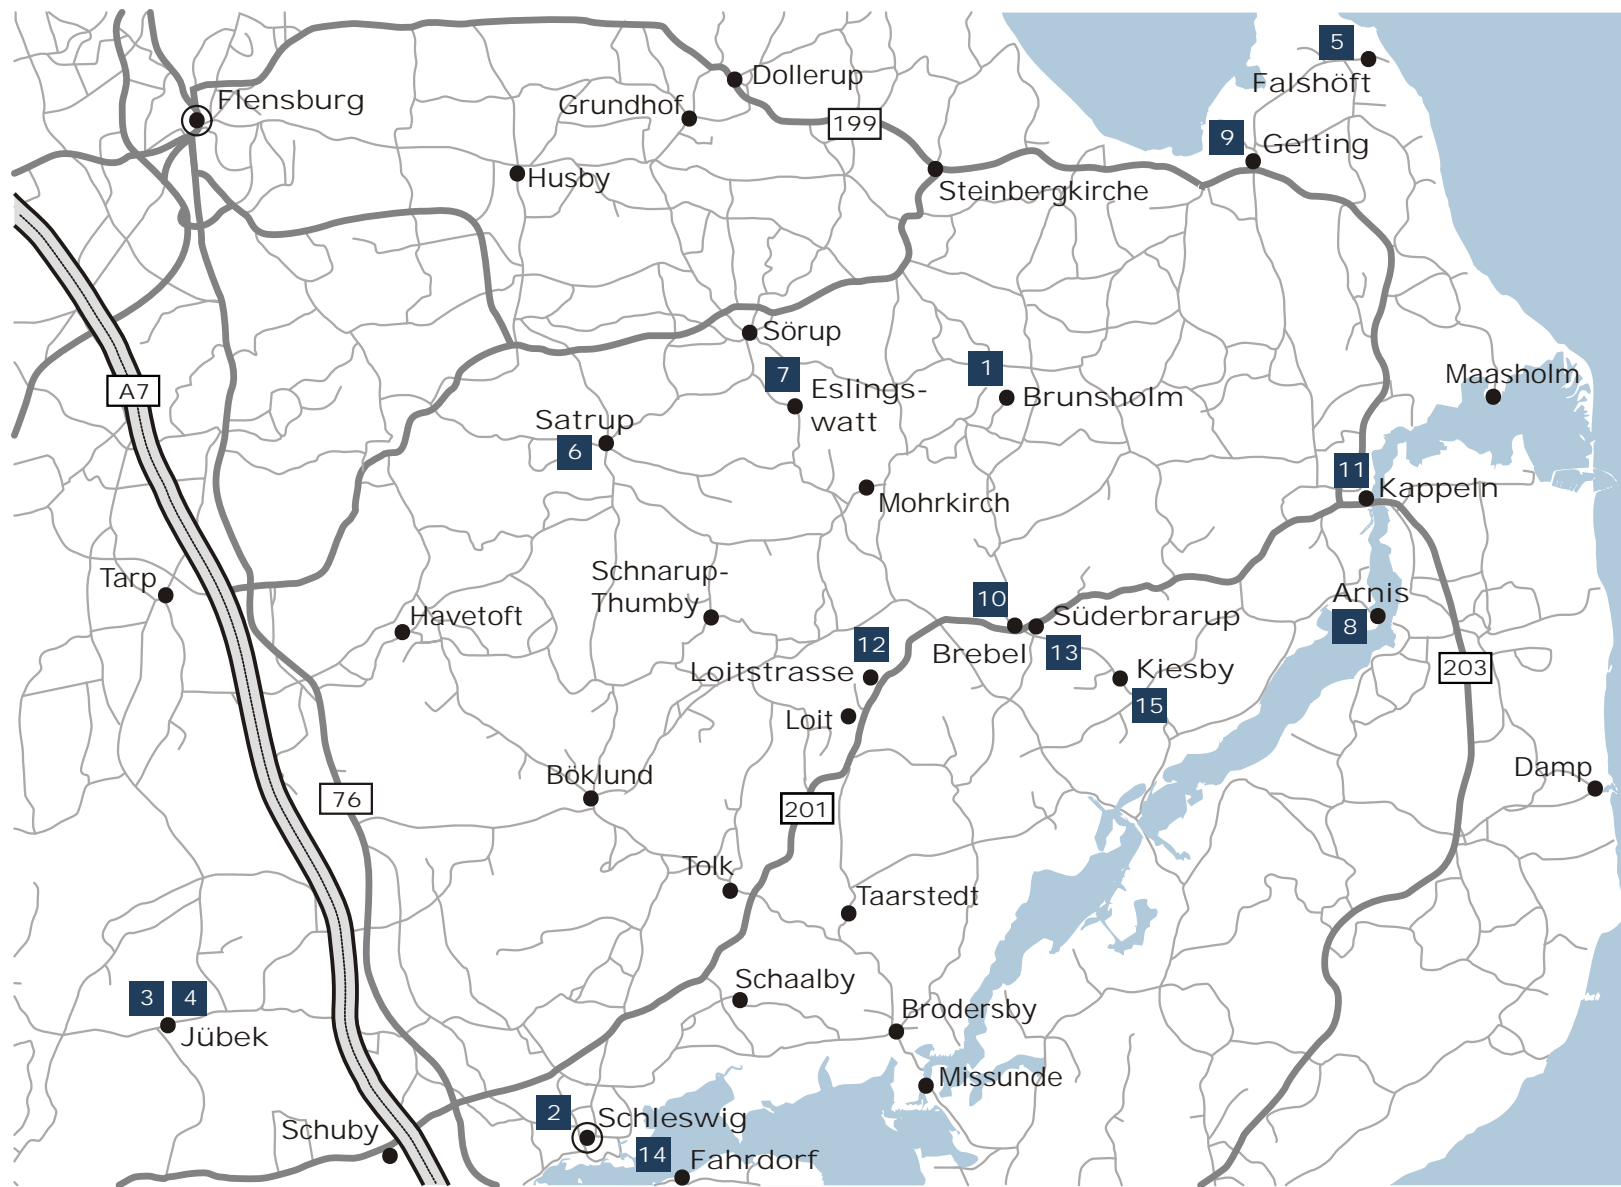 5
Falshöft
Dollerup
Flensburg
Grundhof
199
9
Gelting
Husby
Steinbergkirche
Sörup
7
Eslings-
watt
1
Brunsholm
Maasholm
A7
Satrup
6
11
Kappeln
Mohrkirch
Tarp
Schnarup-
Thumby
Havetoft
10
Süderbrarup
Arnis
8
12
Brebel
13
Loitstrasse
Kiesby
15
203
Loit
Böklund
Damp
76
201
Tolk
Taarstedt
Schaalby
3
4
Jübek
Brodersby
Missunde
2
Schleswig
Schuby
14
Fahrdorf